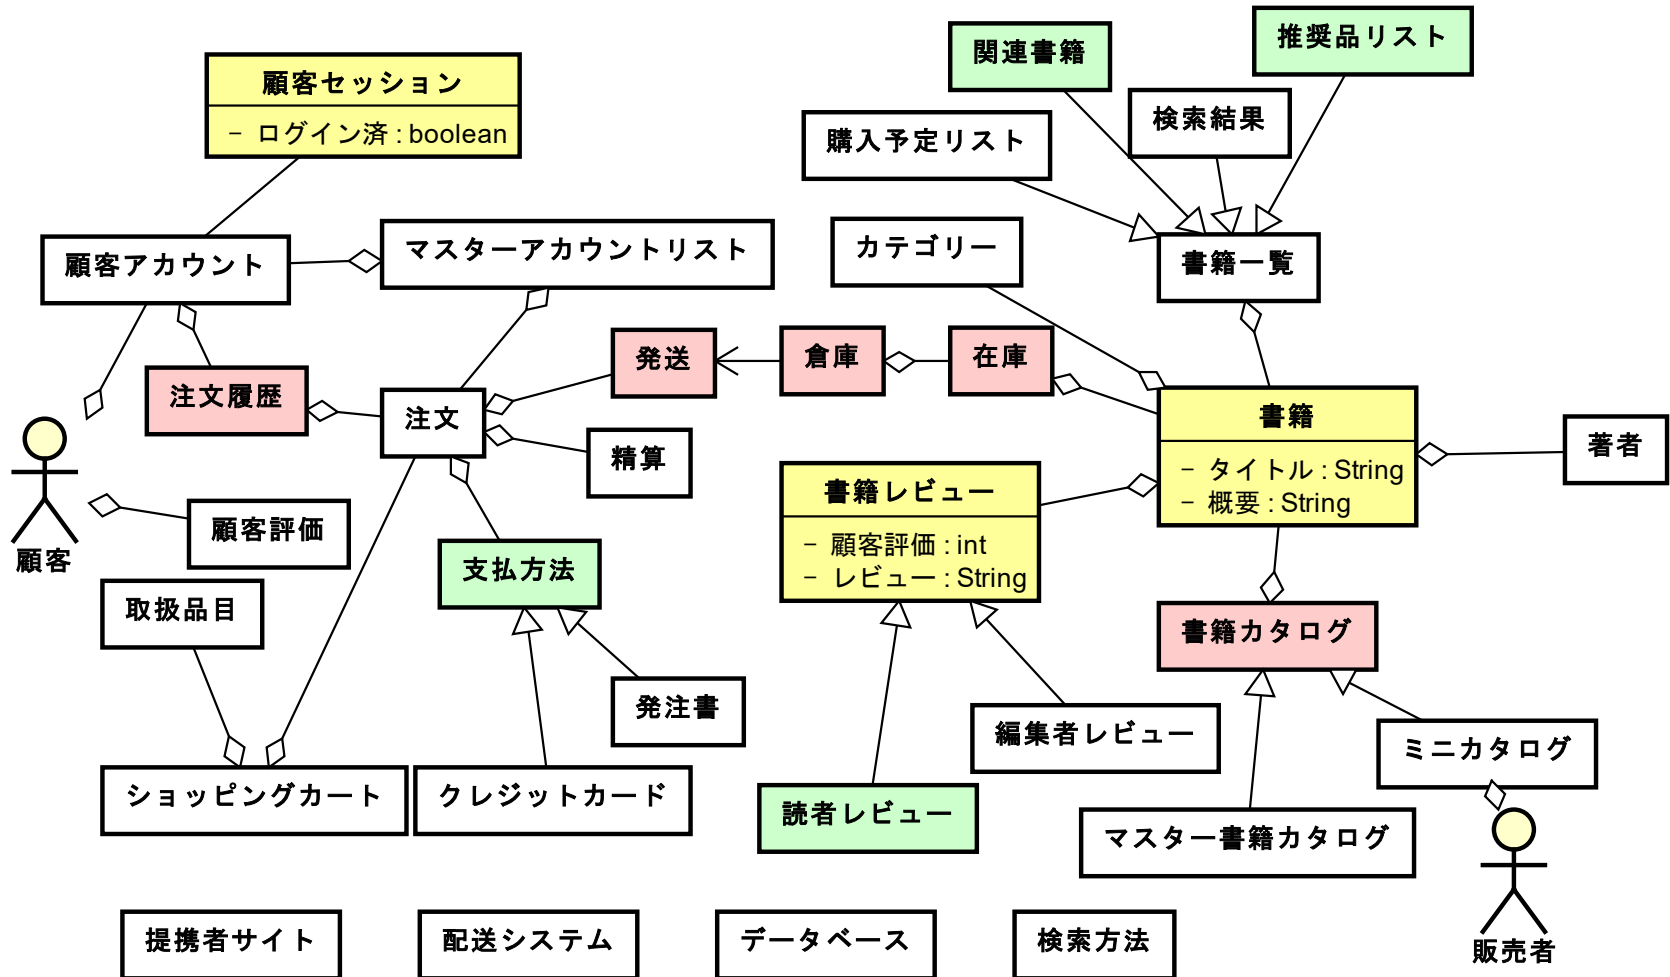 関連書籍
推奨品リスト
顧客セッション
- ログイン済 : boolean
検索結果
購入予定リスト
カテゴリー
マスターアカウントリスト
顧客アカウント
書籍一覧
発送
倉庫
在庫
注文履歴
注文
書籍
- タイトル : String
- 概要 : String
著者
精算
書籍レビュー
- 顧客評価 : int
- レビュー : String
顧客評価
顧客
支払方法
取扱品目
書籍カタログ
発注書
編集者レビュー
ミニカタログ
ショッピングカート
クレジットカード
読者レビュー
マスター書籍カタログ
販売者
提携者サイト
配送システム
データベース
検索方法